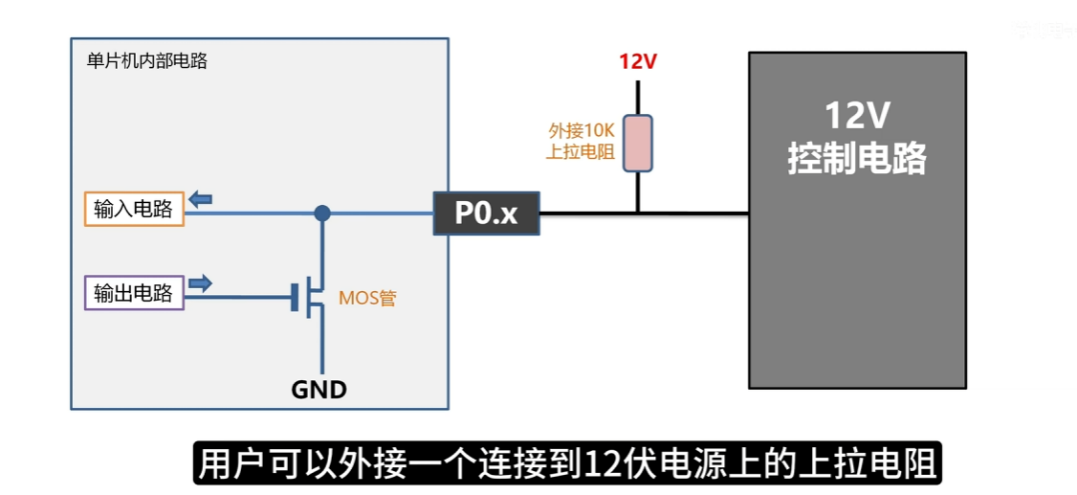 单片机内部电路
12V
外接10K
上拉电阻
12V
控制电路
输入电路
P0.x
输出电路
MOS管
GND
用户可以外接一个连接到12伏电源上的上拉电阻